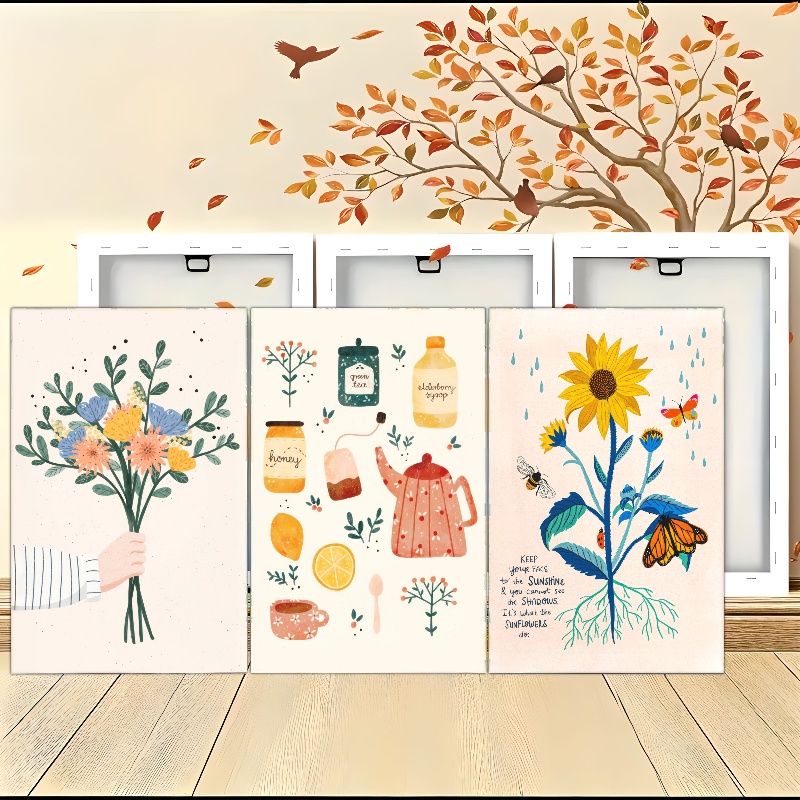 green
tea
elderberry
syrup
honey
KEEP
your FACE
to the SUNSHINE
& you cannot see
the SHADOWS.
It's what the
SUNFLOWERS
do.